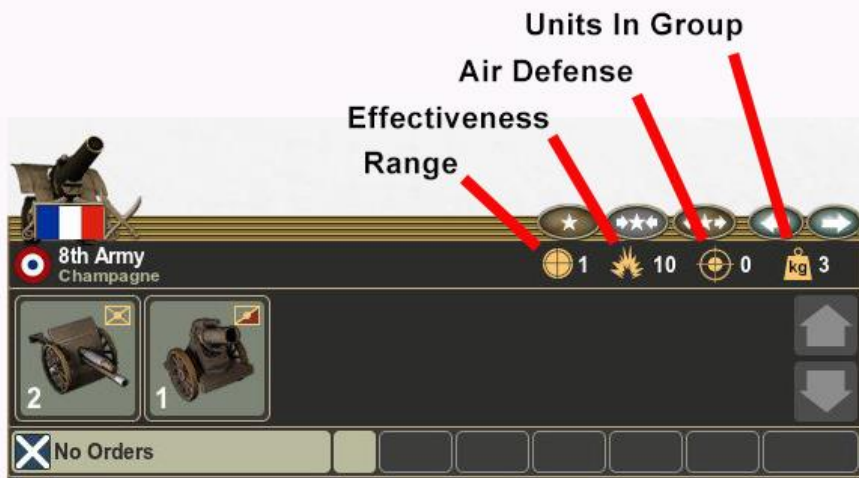 Units In Group
Air Defense
Effectiveness
Range
8th Army
Champagne
1
10
0
kg
3
2
1
No Orders